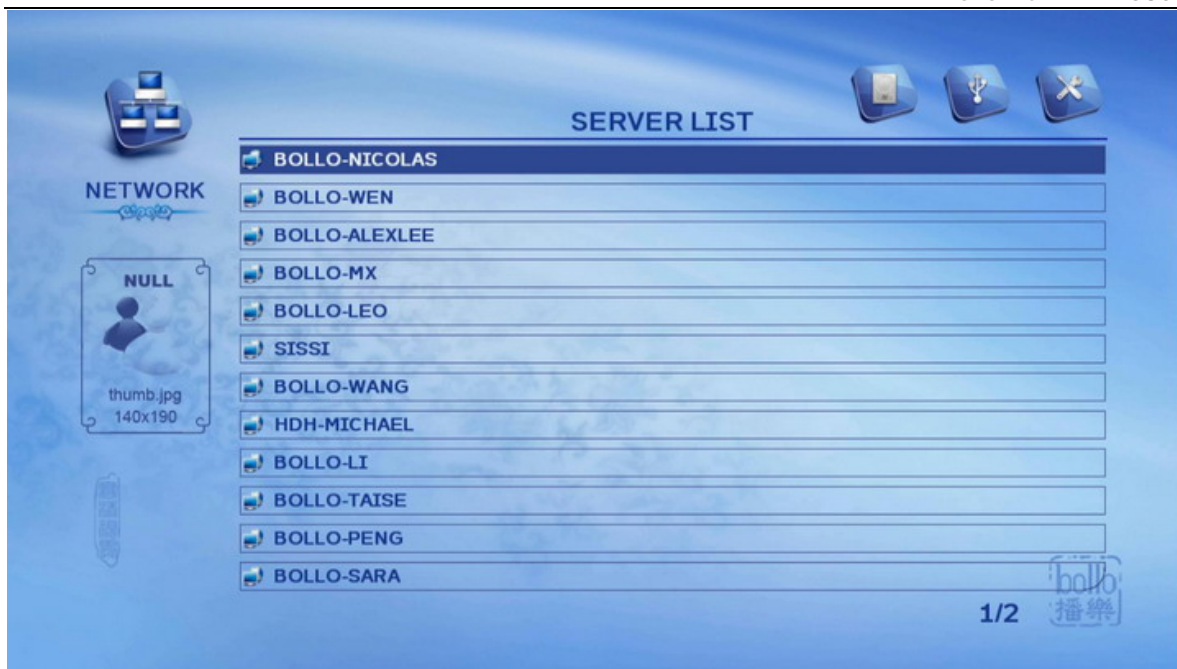 SERVER LIST
NETWORK
BOLLO-NICOLAS
BOLLO-WEN
BOLLO-ALEXLEE
BOLLO-MX
BOLLO-LEO
SISSI
BOLLO-WANG
HDH-MICHAEL
BOLLO-LI
BOLLO-TAISE
BOLLO-PENG
BOLLO-SARA
NULL
thumb.jpg
140x190
1/2
bollo
播樂